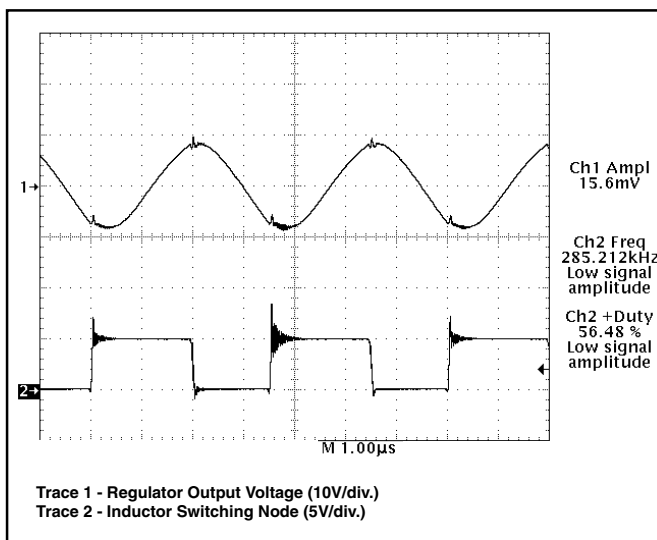 Ch1 Ampl
15.6mV
1
Ch2 Freq
285.212kHz
Low signal
amplitude
Ch2 +Duty
56.48 %
Low signal
amplitude
2
M 1.00µs
Trace 1 - Regulator Output Voltage (10V/div.)
Trace 2 - Inductor Switching Node (5V/div.)